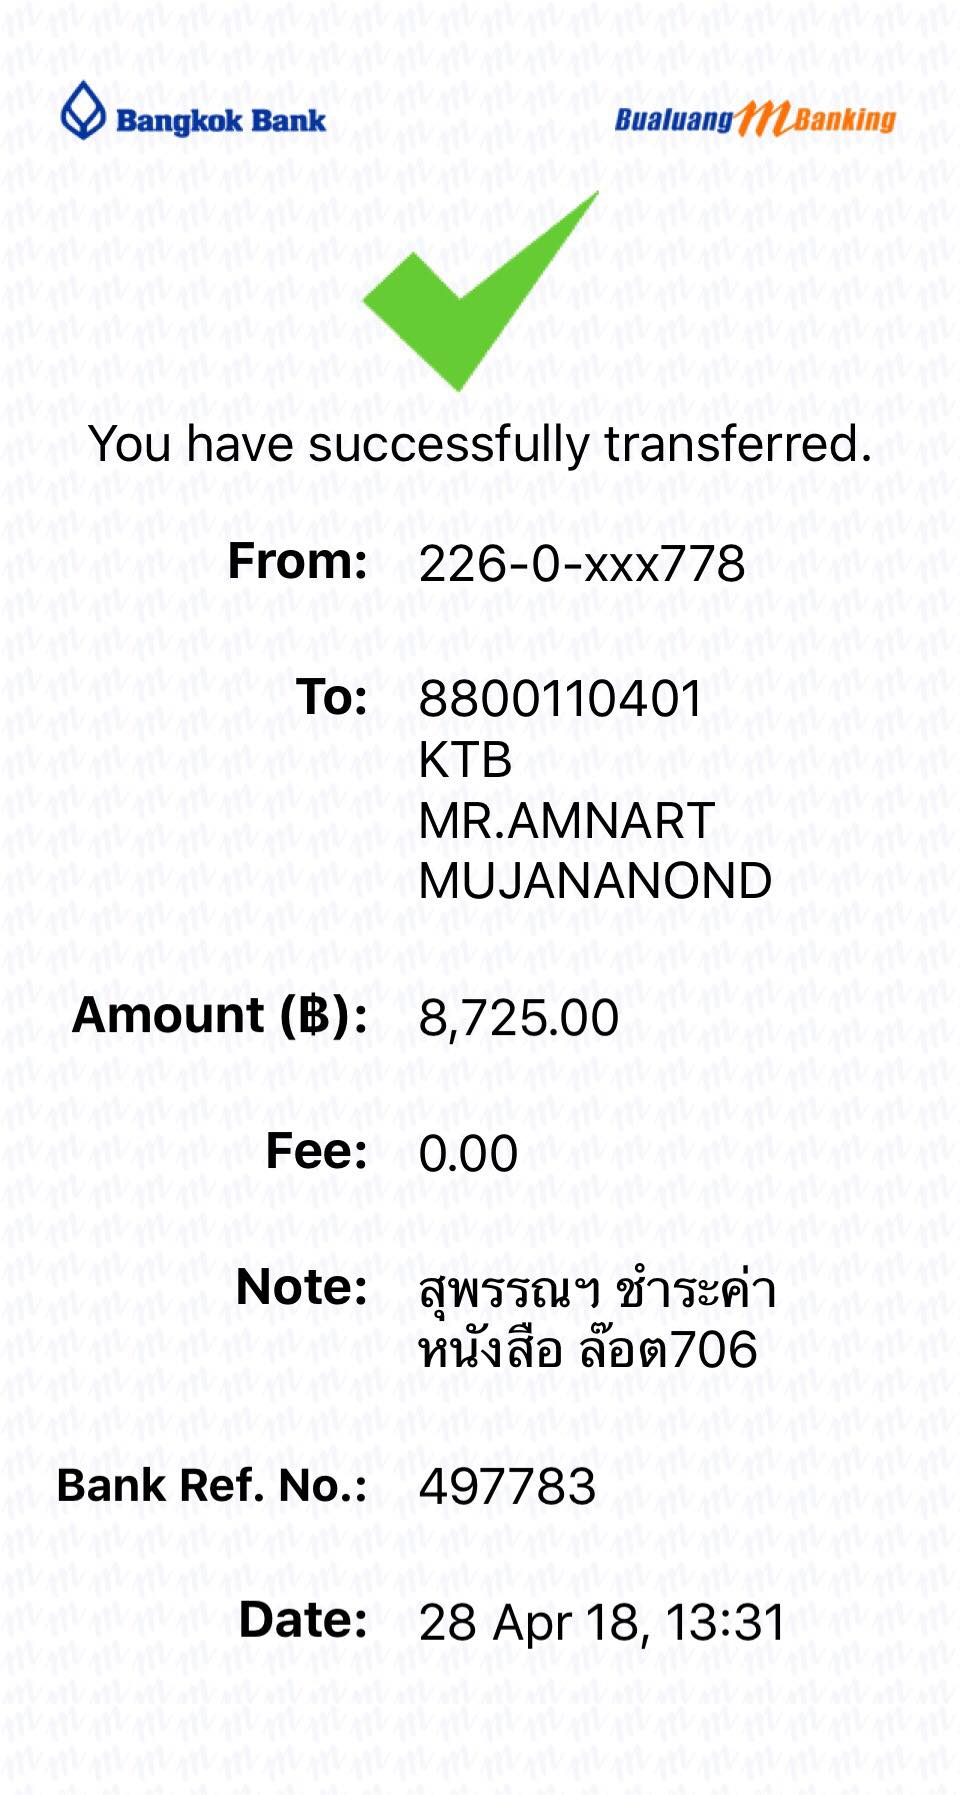 Bangkok Bank
Bualuang mBanking
You have successfully transferred.
From: 226-0-xxx778
To: 8800110401
KTB
MR.AMNART
MUJANANOND
Amount (฿): 8,725.00
Fee: 0.00
Note: สุพรรณฯ ชำระค่า
หนังสือ ล๊อต706
Bank Ref. No.: 497783
Date: 28 Apr 18, 13:31